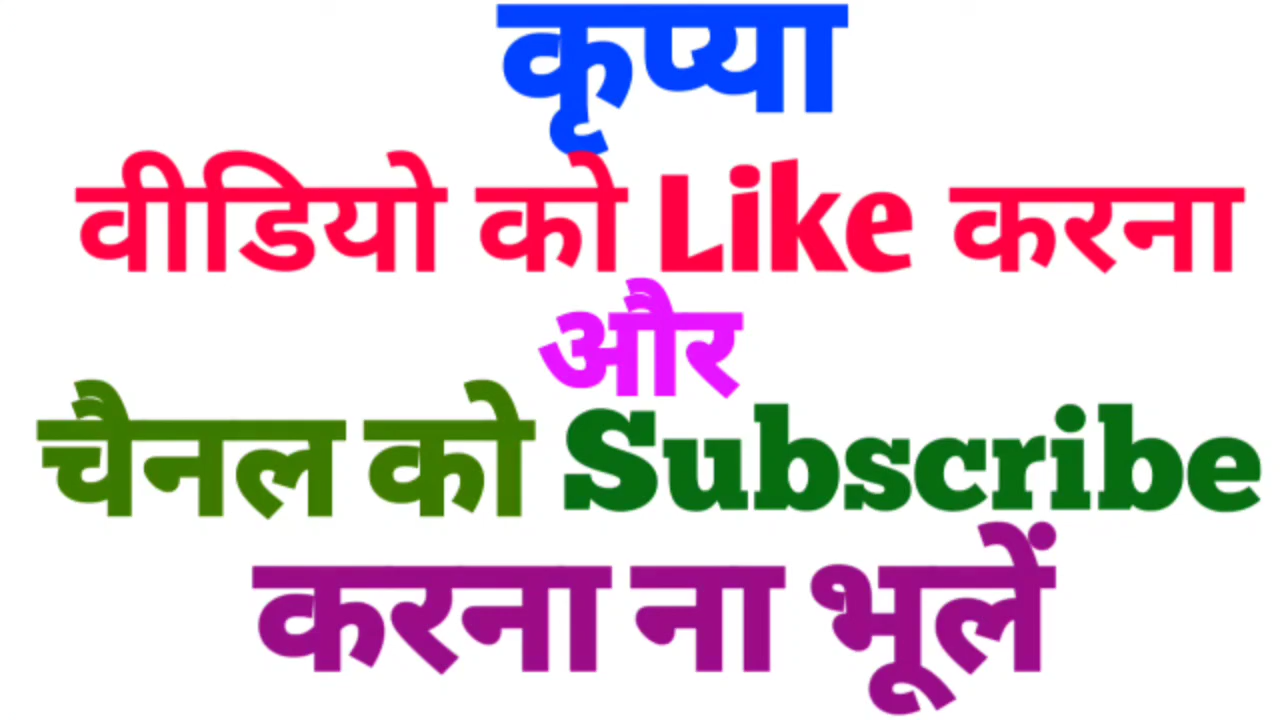 कृप्या
वीडियो को Like करना
और
चैनल को Subscribe
करना ना भूलें